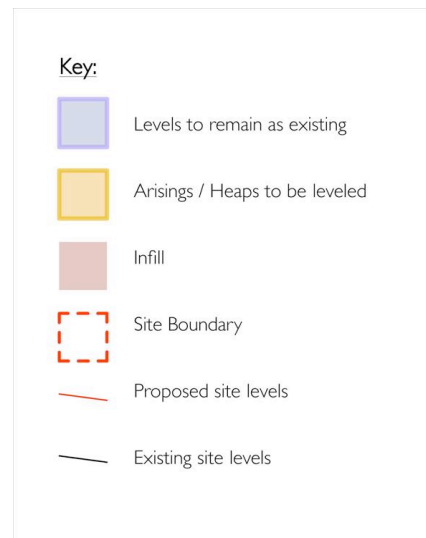 Key:
Levels to remain as existing
Arisings / Heaps to be leveled
Infill
Site Boundary
Proposed site levels
Existing site levels